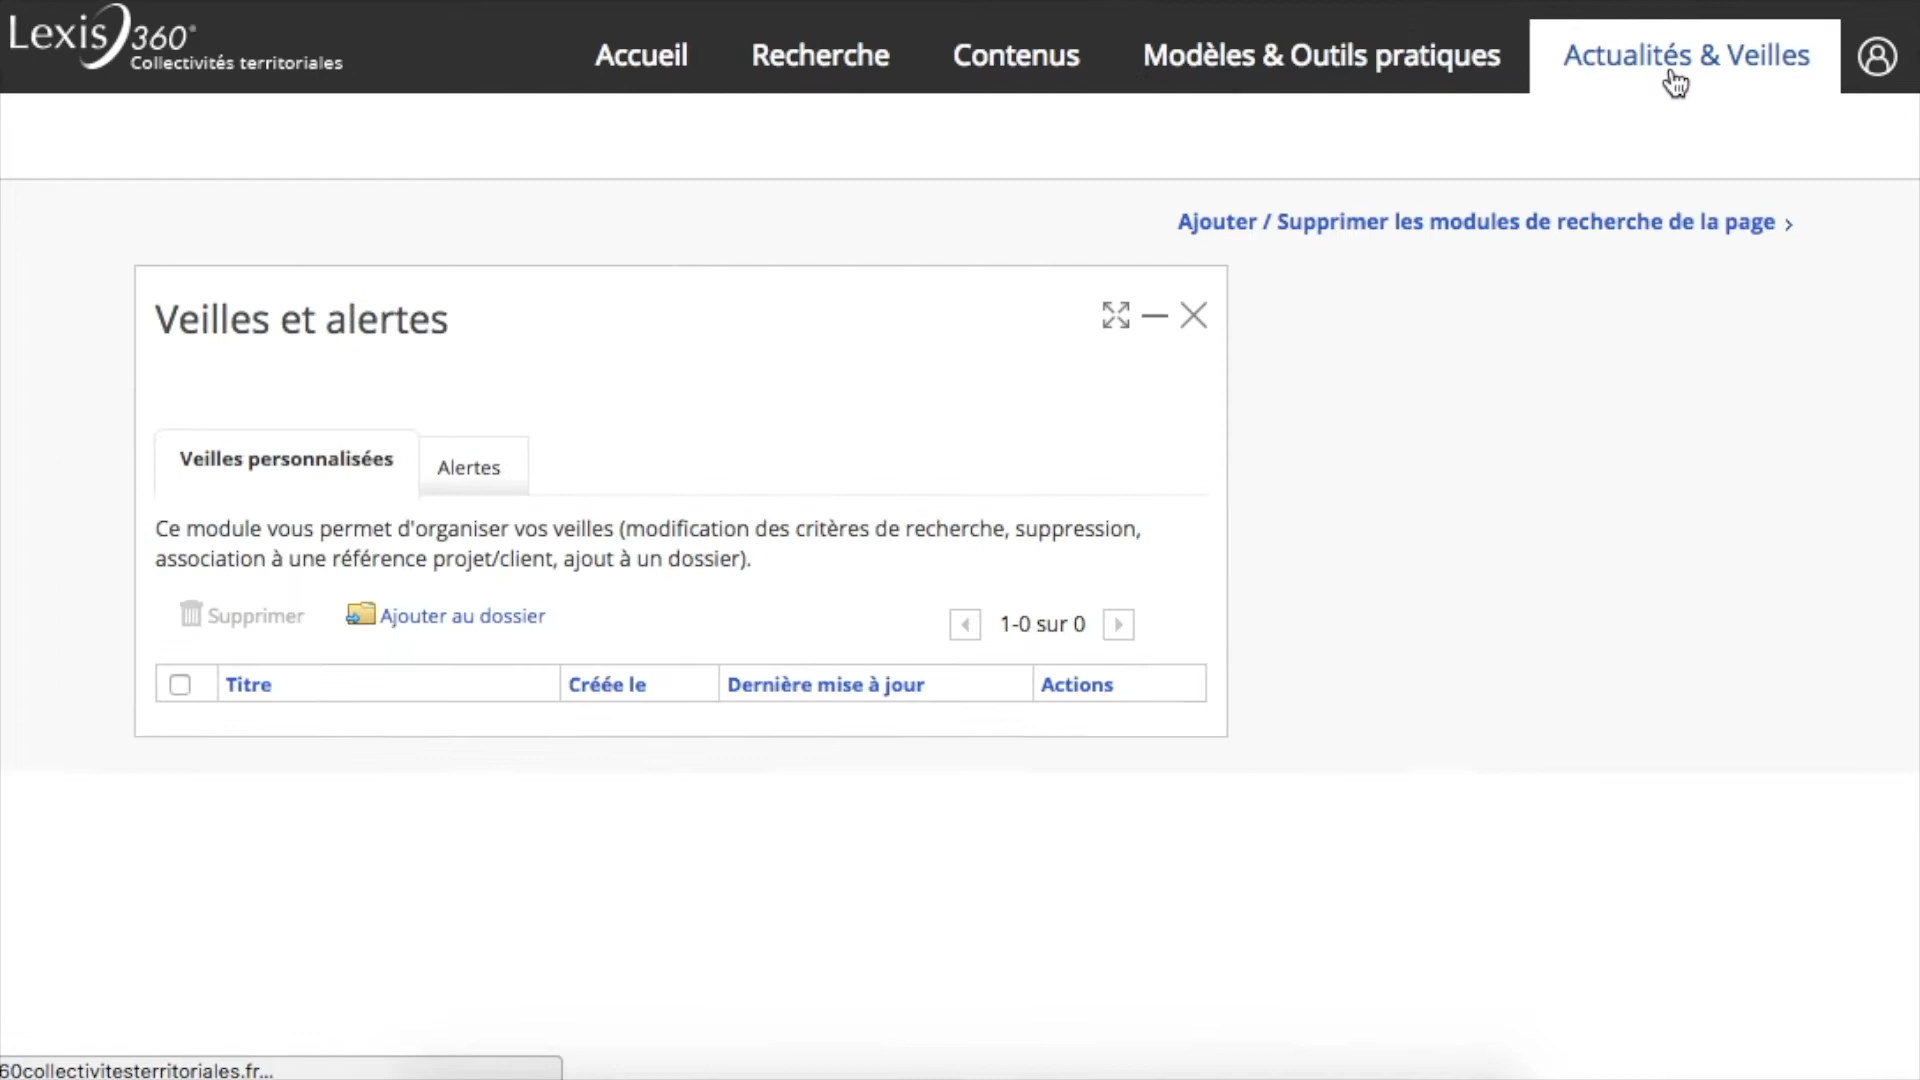 Lexis 360®
Collectivités territoriales
Accueil
Recherche
Contenus
Modèles & Outils pratiques
Actualités & Veilles
Ajouter / Supprimer les modules de recherche de la page >
Veilles et alertes
Veilles personnalisées
Alertes
Ce module vous permet d'organiser vos veilles (modification des critères de recherche, suppression,
association à une référence projet/client, ajout à un dossier).
Supprimer
Ajouter au dossier
1-0 sur 0
Titre
Créée le
Dernière mise à jour
Actions
60collectivitesterritoriales.fr...